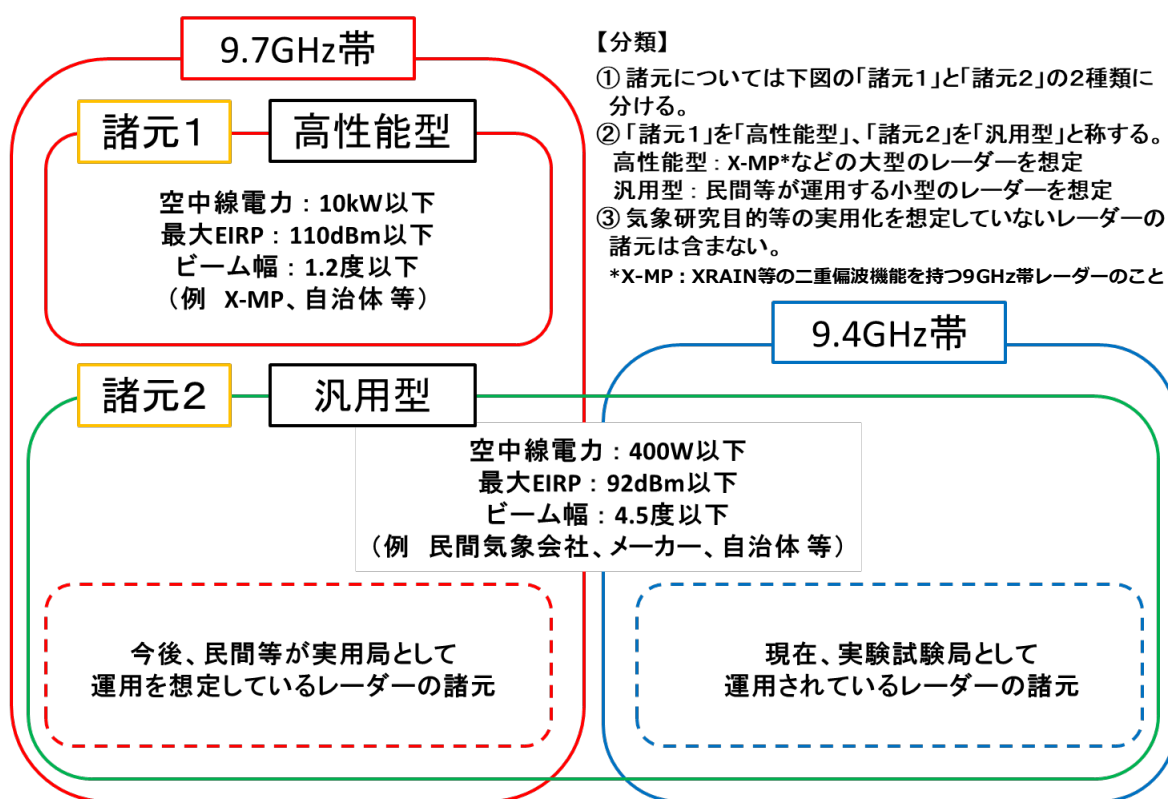 9.7GHz帯
諸元1
高性能型
空中線電力：10kW以下
最大EIRP：110dBm以下
ビーム幅：1.2度以下
（例　X-MP、自治体 等）
【分類】
① 諸元については下図の「諸元1」と「諸元2」の2種類に
分ける。
②「諸元1」を「高性能型」、「諸元2」を「汎用型」と称する。
高性能型：X-MP*などの大型のレーダーを想定
汎用型：民間等が運用する小型のレーダーを想定
③ 気象研究目的等の実用化を想定していないレーダーの
諸元は含まない。
*X-MP：XRAIN等の二重偏波機能を持つ9GHz帯レーダーのこと
9.4GHz帯
諸元２
汎用型
空中線電力：400W以下
最大EIRP：92dBm以下
ビーム幅：4.5度以下
（例　民間気象会社、メーカー、自治体 等）
今後、民間等が実用局として
運用を想定しているレーダーの諸元
現在、実験試験局として
運用されているレーダーの諸元